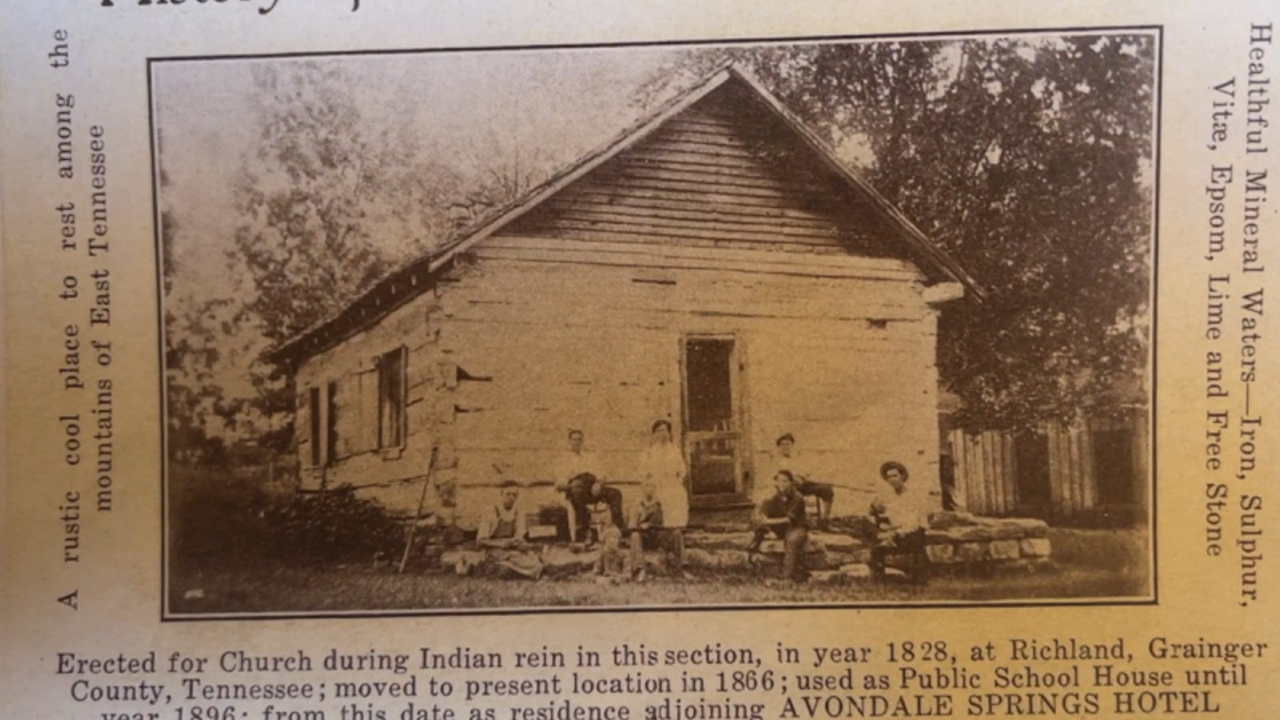 History
A rustic cool place to rest among the
mountains of East Tennessee
Healthful Mineral Waters—Iron, Sulphur,
Vitæ, Epsom, Lime and Free Stone
Erected for Church during Indian rein in this section, in year 1828, at Richland, Grainger
County, Tennessee; moved to present location in 1866; used as Public School House until
year 1896; from this date as residence adjoining AVONDALE SPRINGS HOTEL